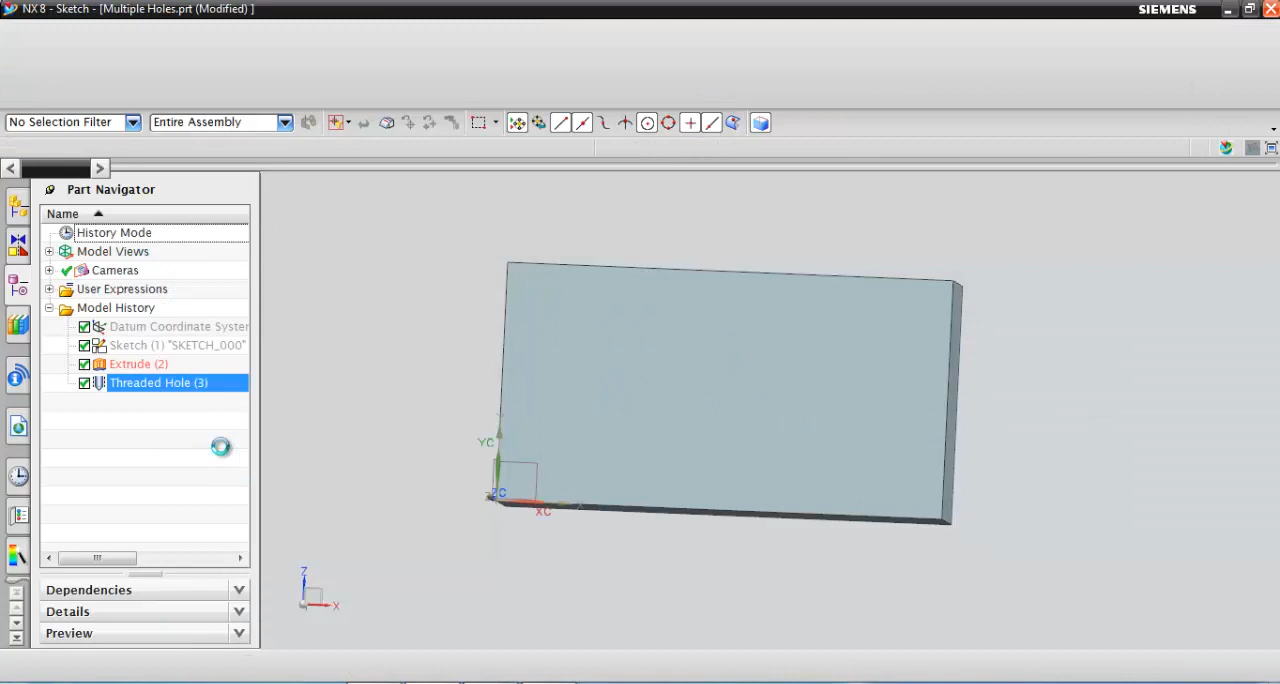 NX 8 - Sketch - [Multiple Holes.prt (Modified) ]
SIEMENS
No Selection Filter
Entire Assembly
Part Navigator
Name
History Mode
Model Views
Cameras
User Expressions
Model History
Datum Coordinate Syster
Sketch (1) "SKETCH_000"
Extrude (2)
Threaded Hole (3)
YC
ZC
XC
Z
X
Dependencies
Details
Preview